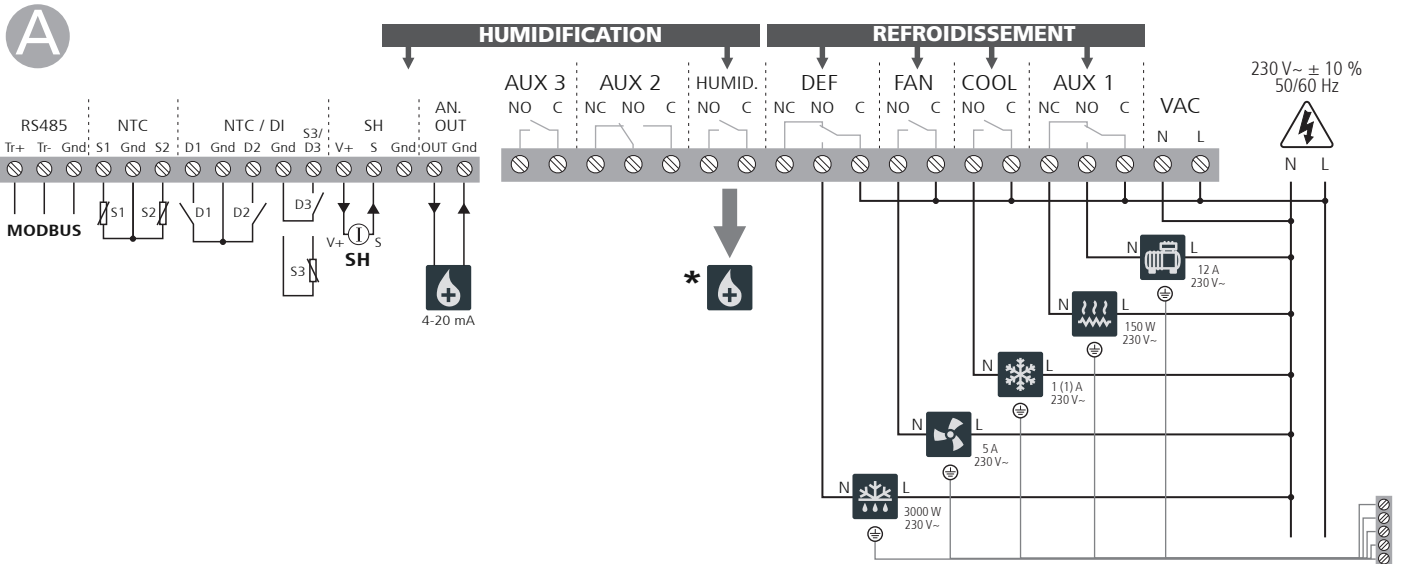 A
HUMIDIFICATION
REFROIDISSEMENT
230 V~ ± 10 %
50/60 Hz
AUX 3
AUX 2
HUMID.
DEF
FAN
COOL
AUX 1
VAC
NO C
NC NO C
NO C
NC NO C
NO C
NO C
NC NO C
N L
N L
RS485
NTC
NTC / DI
SH
AN.
OUT
Tr+ Tr- Gnd
S1 Gnd S2
D1 Gnd D2 Gnd S3/
D3
V+ S Gnd
OUT Gnd
MODBUS
S1
S2
D1
D2
D3
S3
V+ S
SH
4-20 mA
*
N L
12 A
230 V~
N L
150 W
230 V~
N L
1 (1) A
230 V~
N L
5 A
230 V~
N L
3000 W
230 V~